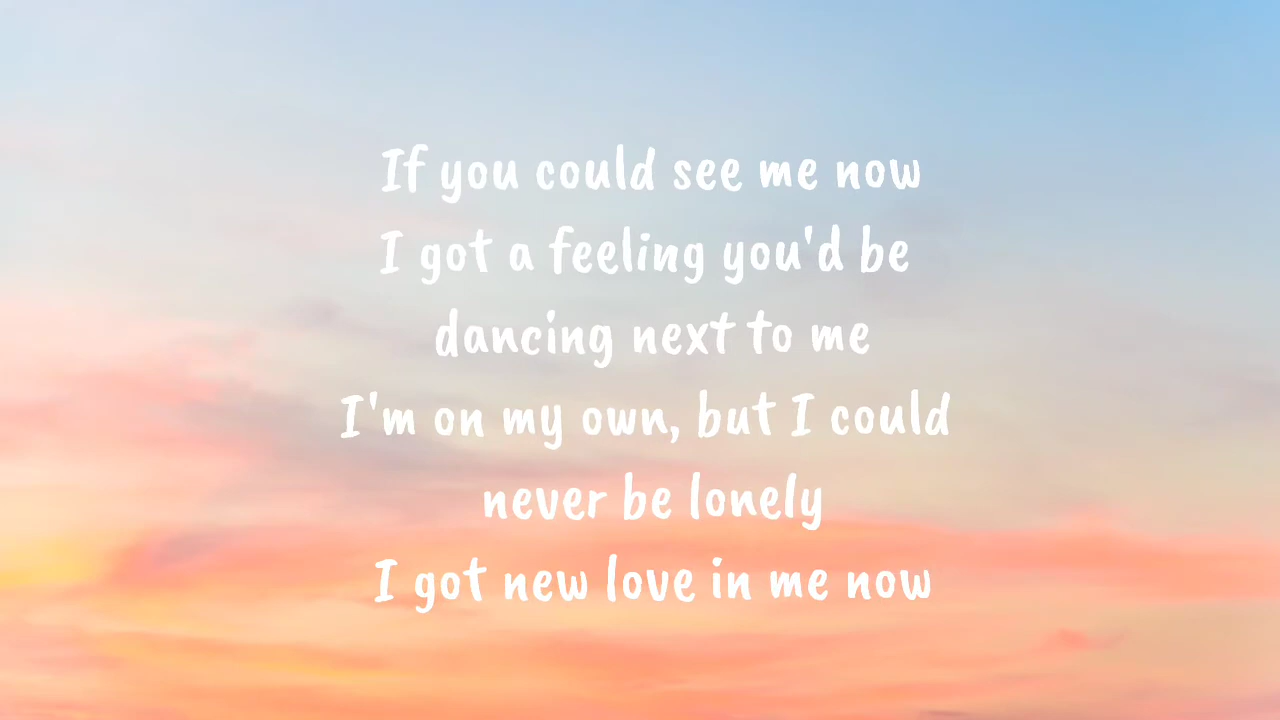 If you could see me now
I got a feeling you'd be
dancing next to me
I'm on my own, but I could
never be lonely
I got new love in me now